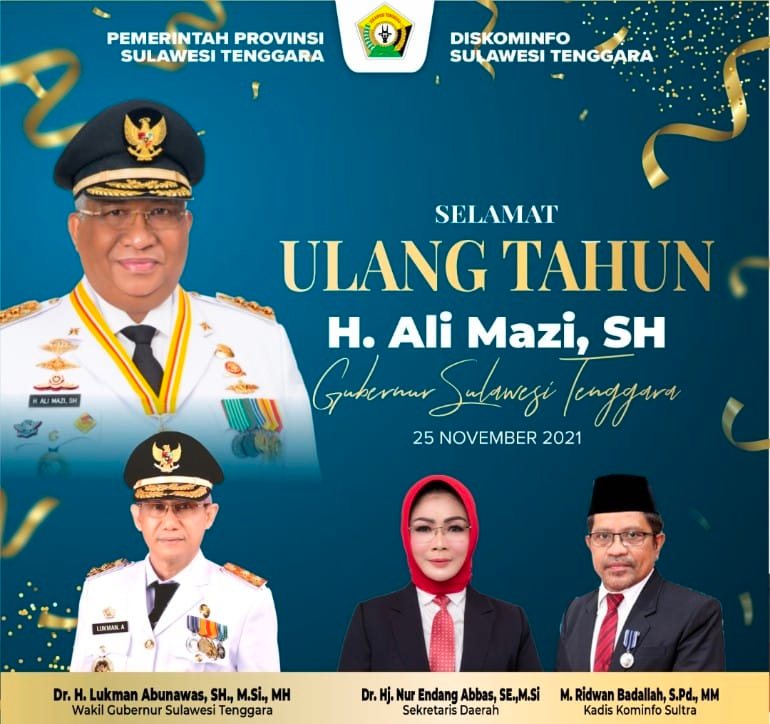 PEMERINTAH PROVINSI
SULAWESI TENGGARA
DISKOMINFO
SULAWESI TENGGARA
SELAMAT
ULANG TAHUN
H. Ali Mazi, SH
Gubernur Sulawesi Tenggara
25 NOVEMBER 2021
H. ALI MAZI, SH
LUKMAN. A
Dr. H. Lukman Abunawas, SH., M.Si., MH
Wakil Gubernur Sulawesi Tenggara
Dr. Hj. Nur Endang Abbas, SE.,M.Si
Sekretaris Daerah
M. Ridwan Badallah, S.Pd., MM
Kadis Kominfo Sultra